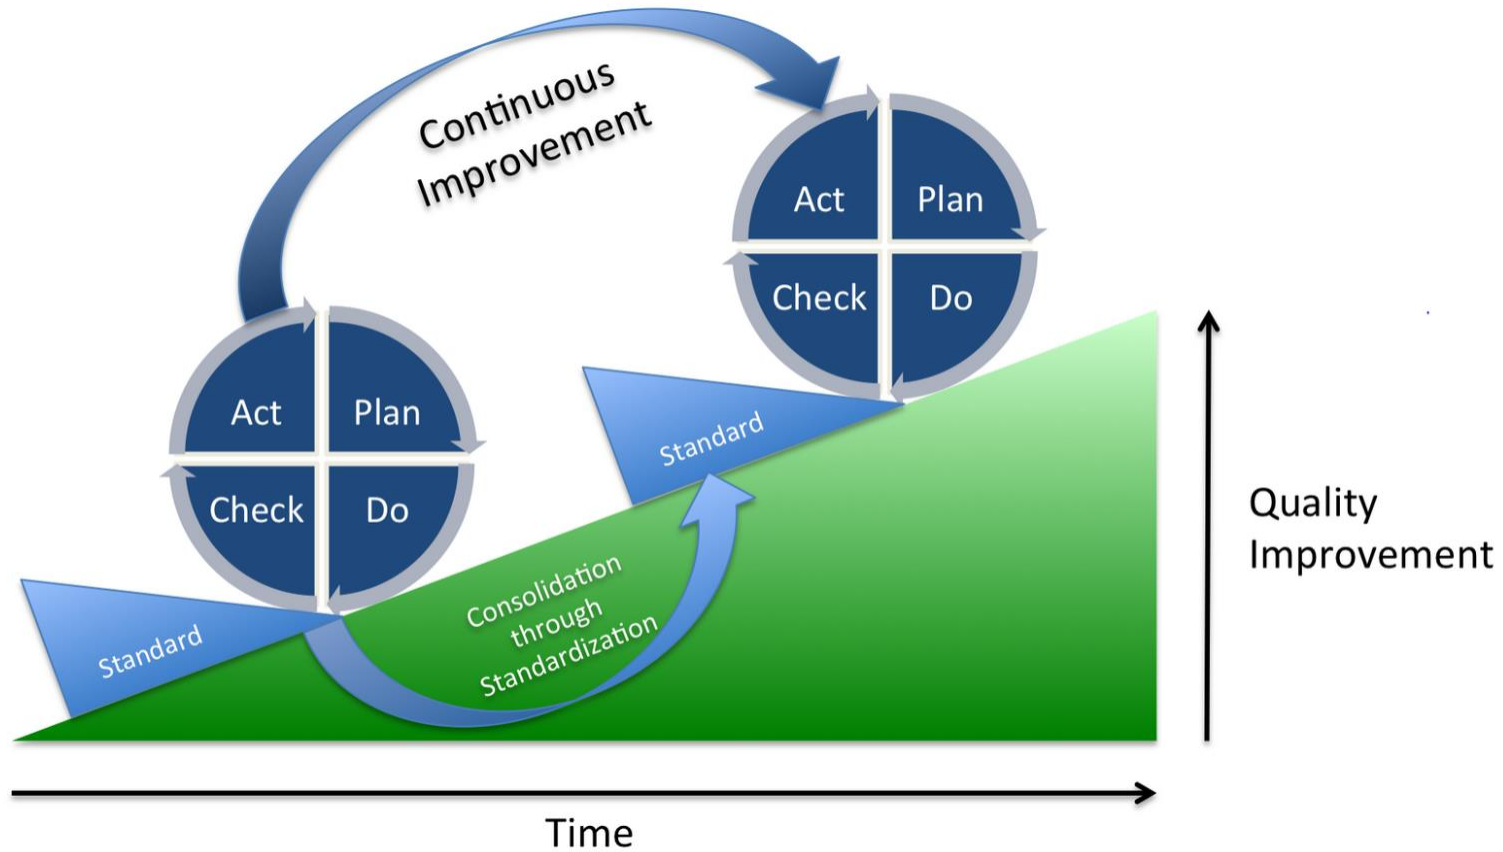 Continuous
Improvement
Act
Plan
Check
Do
Act
Plan
Check
Do
Standard
Standard
Consolidation
through
Standardization
Quality
Improvement
Time